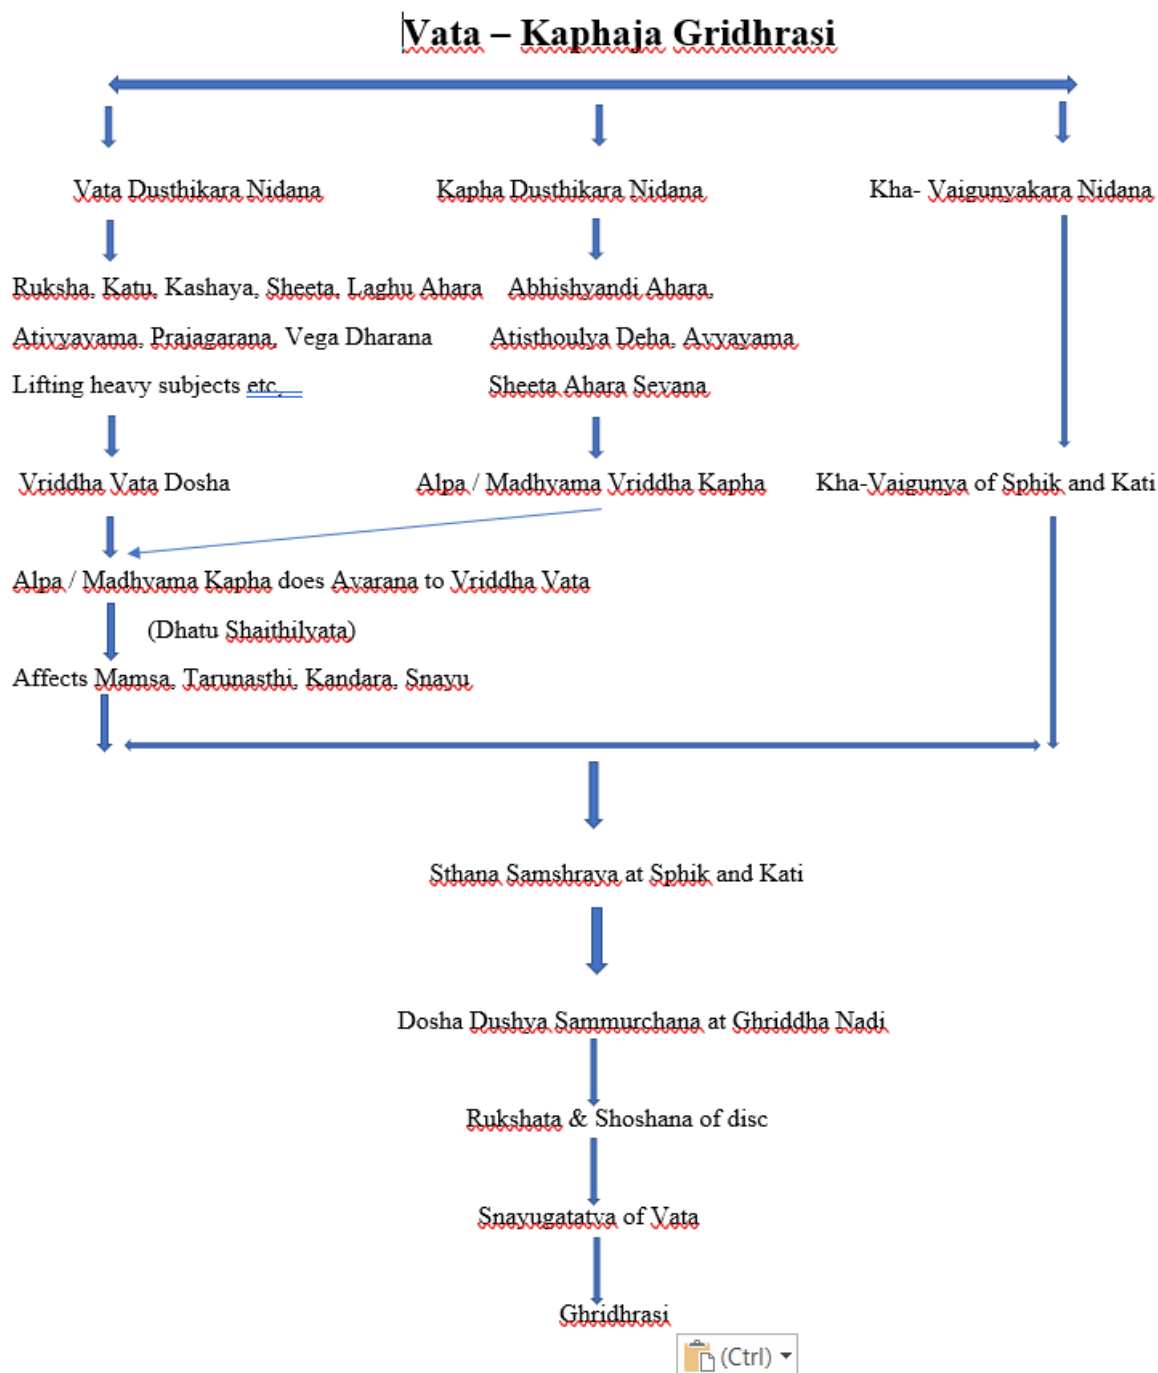 Vata – Kaphaja Gridhrasi
Vata Dusthikara Nidana
Kapha Dusthikara Nidana
Kha- Vaigunyakara Nidana
Ruksha, Katu, Kashaya, Sheeta, Laghu Ahara
Abhishyandi Ahara,
Ativyayama, Prajagarana, Vega Dharana
Atisthoulya Deha, Avyayama
Lifting heavy subjects etc,
Sheeta Ahara Sevana
Vriddha Vata Dosha
Alpa / Madhyama Vriddha Kapha
Kha-Vaigunya of Sphik and Kati
Alpa / Madhyama Kapha does Avarana to Vriddha Vata
(Dhatu Shaithilyata)
Affects Mamsa, Tarunasthi, Kandara, Snayu
Sthana Samshraya at Sphik and Kati
Dosha Dushya Sammurchana at Ghriddha Nadi
Rukshata & Shoshana of disc
Snayugatatva of Vata
Ghridhrasi
(Ctrl)